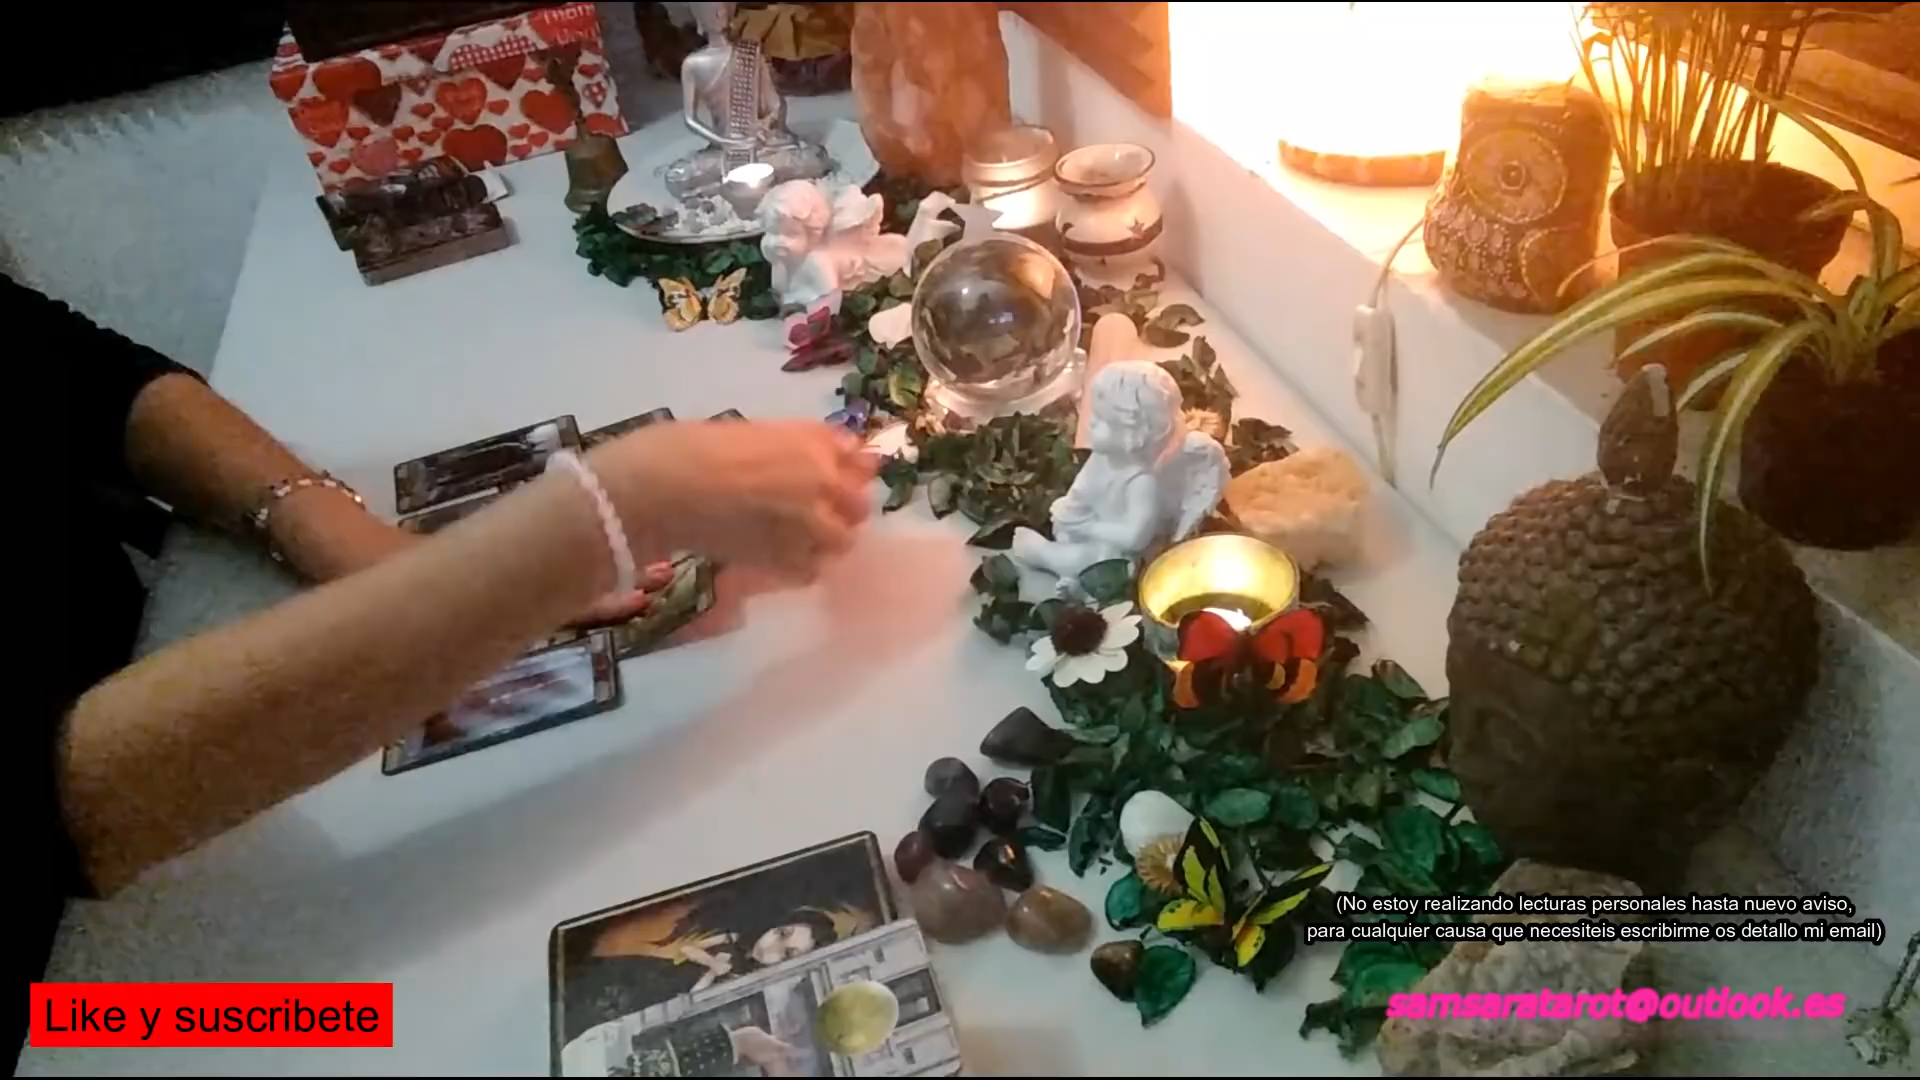 (No estoy realizando lecturas personales hasta nuevo aviso,
para cualquier causa que necesiteis escribirme os detallo mi email)
Like y suscribete
samsaratarot@outlook.es